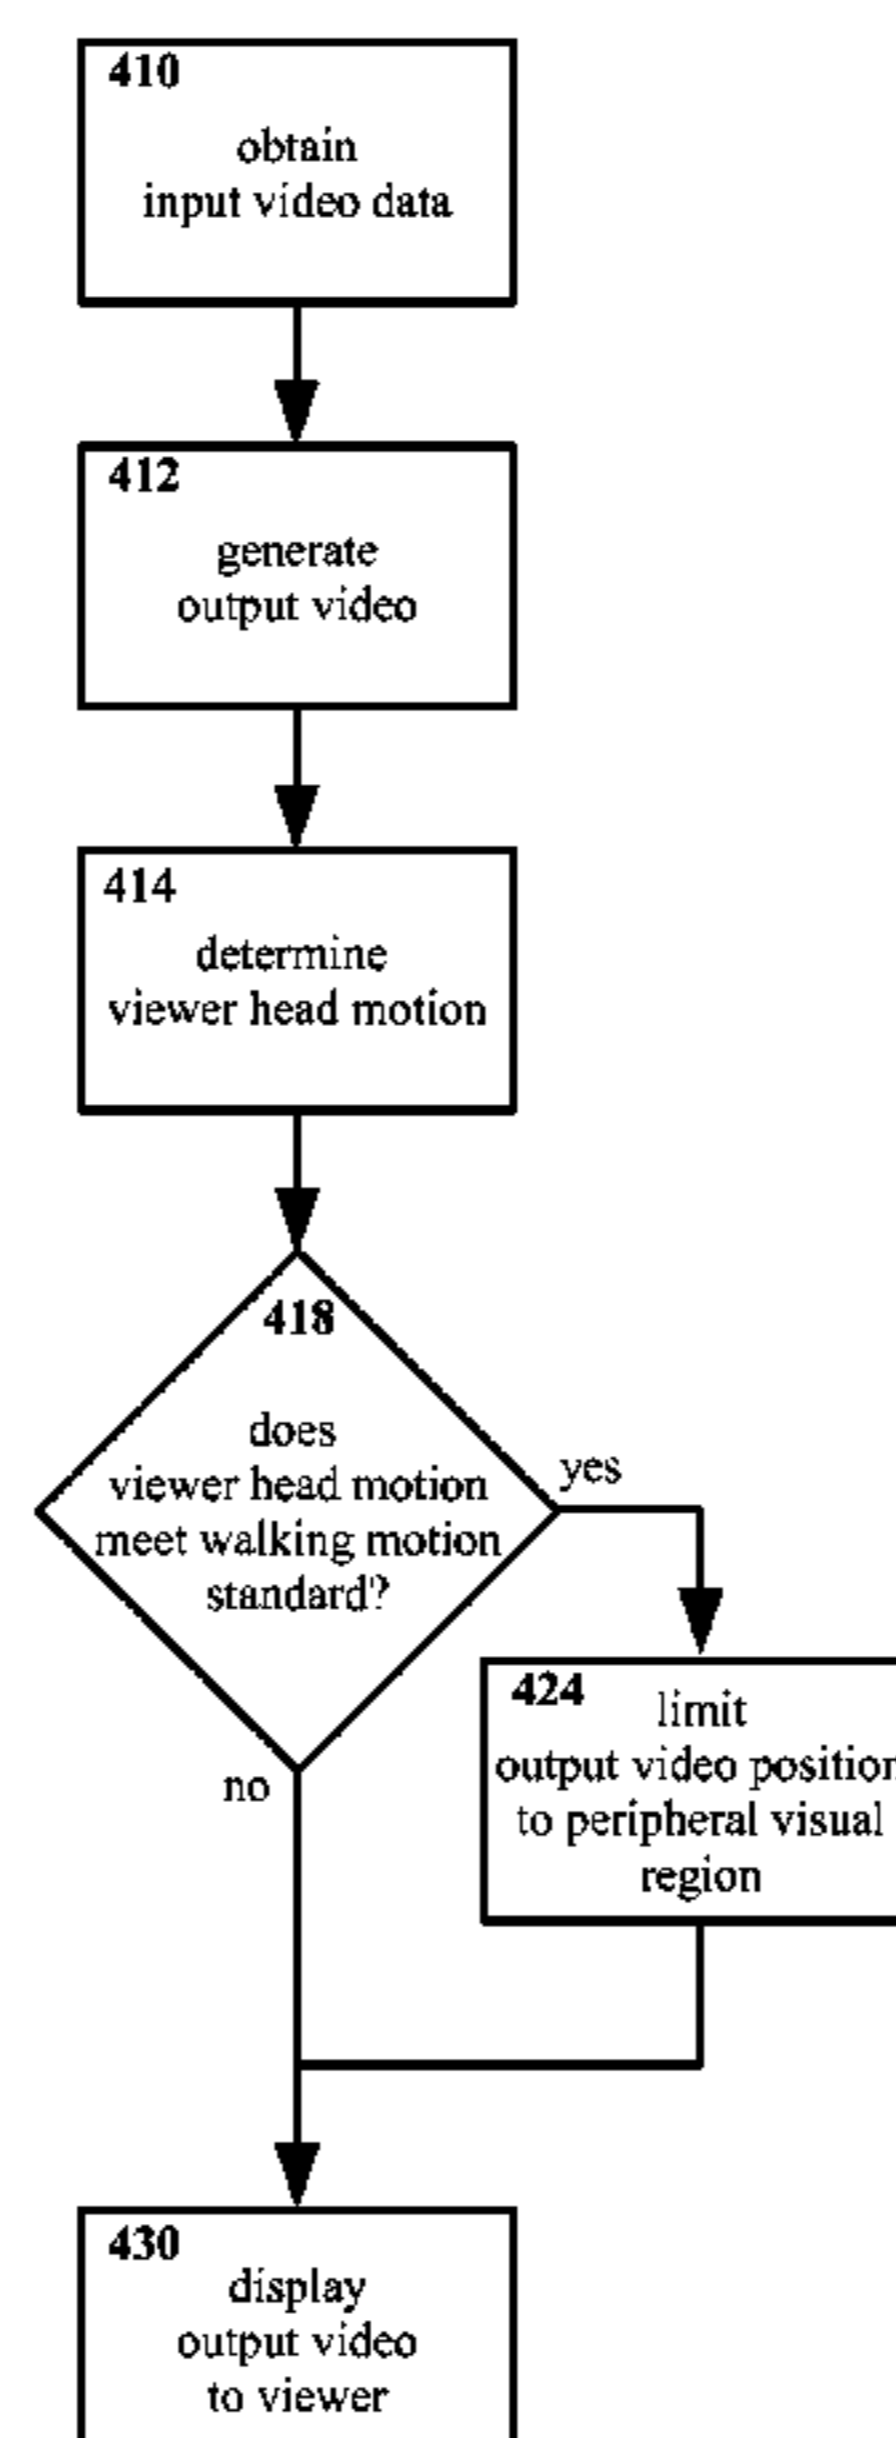 410
obtain
input video data
412
generate
output video
414
determine
viewer head motion
418
does
viewer head motion
meet walking motion
standard?
yes
no
424
limit
output video position
to peripheral visual
region
430
display
output video
to viewer